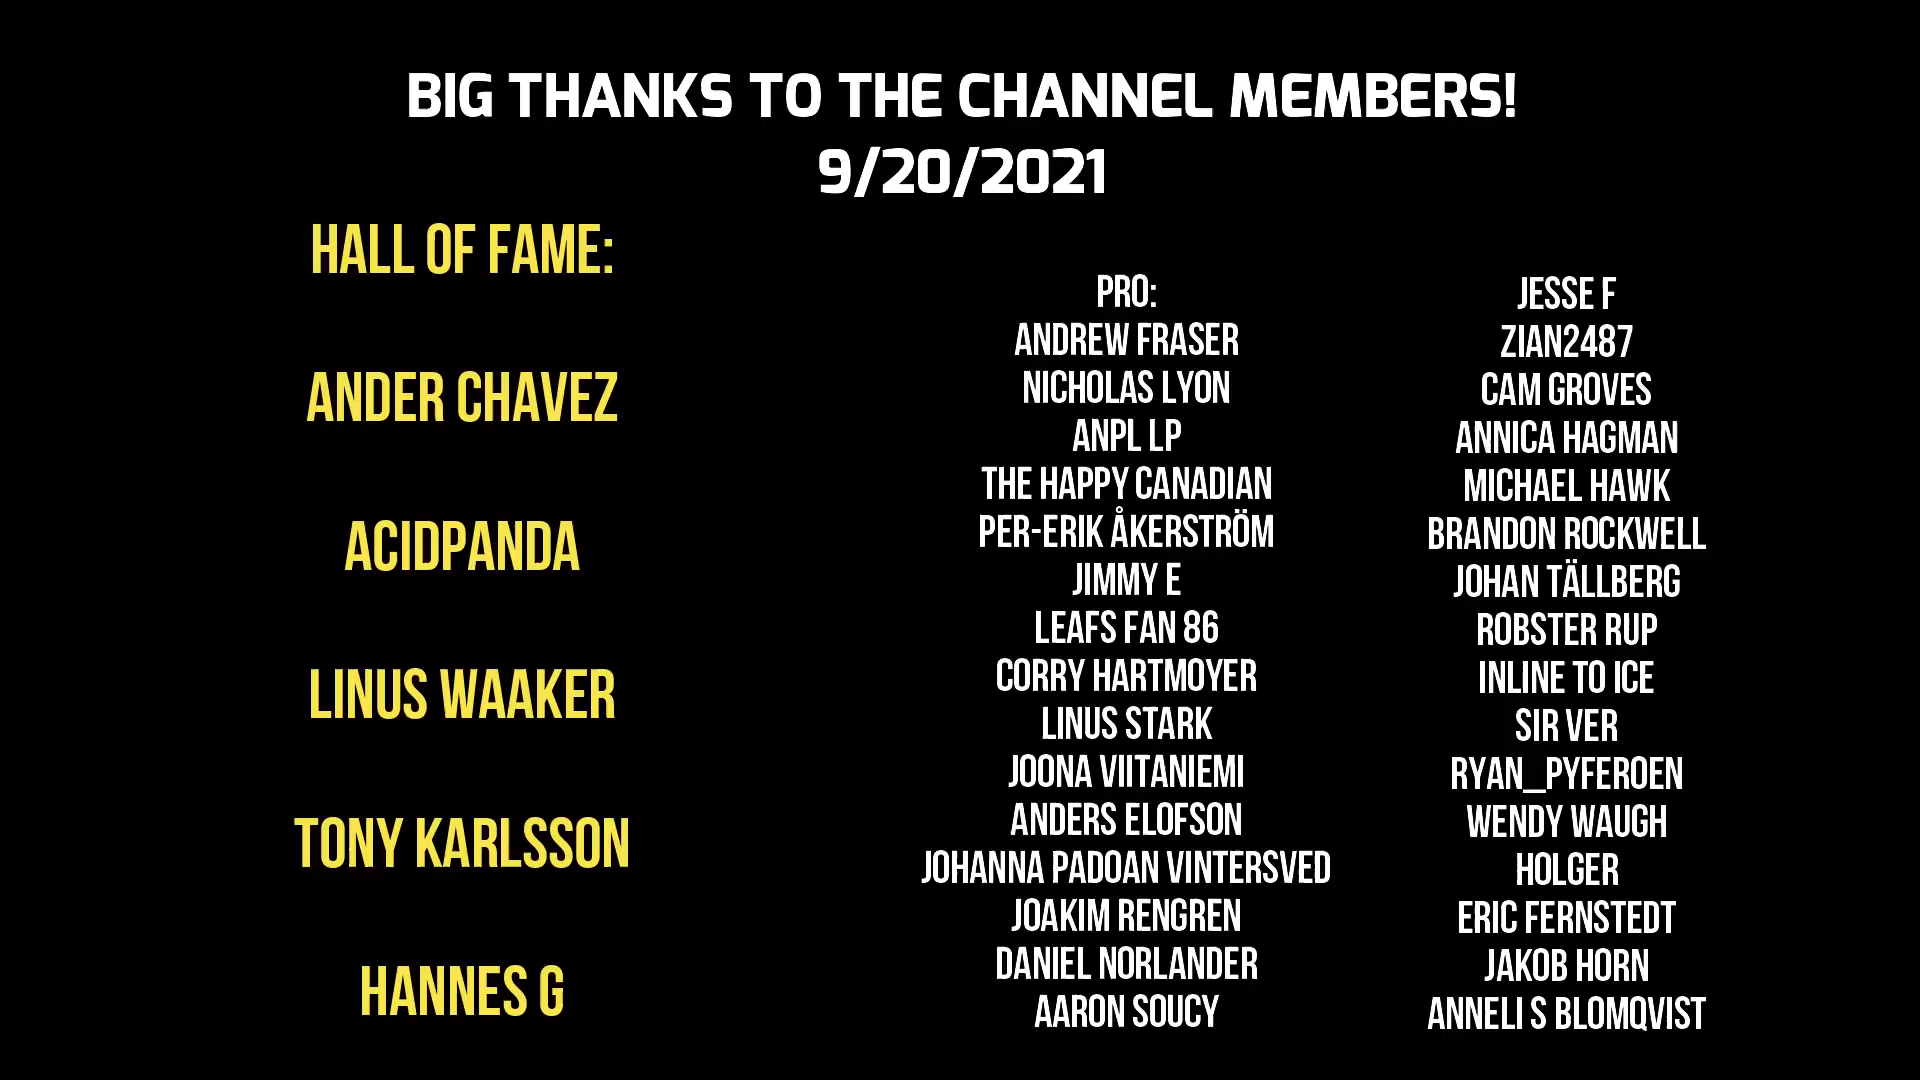 BIG THANKS TO THE CHANNEL MEMBERS!
9/20/2021
HALL OF FAME:
ANDER CHAVEZ
ACIDPANDA
LINUS WAAKER
TONY KARLSSON
HANNES G
PRO:
ANDREW FRASER
NICHOLAS LYON
ANPL LP
THE HAPPY CANADIAN
PER-ERIK ÅKERSTRÖM
JIMMY E
LEAFS FAN 86
CORRY HARTMOYER
LINUS STARK
JOONA VIITANIEMI
ANDERS ELOFSON
JOHANNA PADOAN VINTERSVED
JOAKIM RENGREN
DANIEL NORLANDER
AARON SOUCY
JESSE F
ZIAN2487
CAM GROVES
ANNICA HAGMAN
MICHAEL HAWK
BRANDON ROCKWELL
JOHAN TÄLLBERG
ROBSTER RUP
INLINE TO ICE
SIR VER
RYAN_PYFEROEN
WENDY WAUGH
HOLGER
ERIC FERNSTEDT
JAKOB HORN
ANNELI S BLOMQVIST